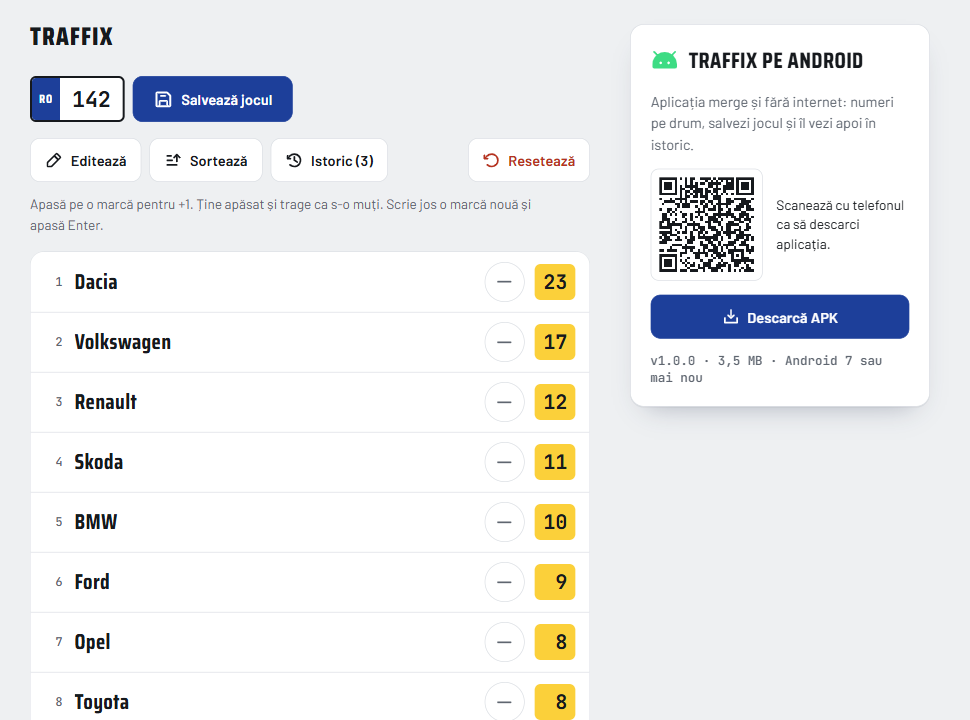 TRAFFIX
RO 142
Salvează jocul
Editează
Sortează
Istoric (3)
Resetează
Apasă pe o marcă pentru +1. Ține apăsat și trage ca s-o muți. Scrie jos o marcă nouă și
apasă Enter.
1 Dacia — 23
2 Volkswagen — 17
3 Renault — 12
4 Skoda — 11
5 BMW — 10
6 Ford — 9
7 Opel — 8
8 Toyota — 8
TRAFFIX PE ANDROID
Aplicația merge și fără internet: numeri
pe drum, salvezi jocul și îl vezi apoi în
istoric.
Scanează cu telefonul
ca să descarci
aplicația.
Descarcă APK
v1.0.0 · 3,5 MB · Android 7 sau
mai nou